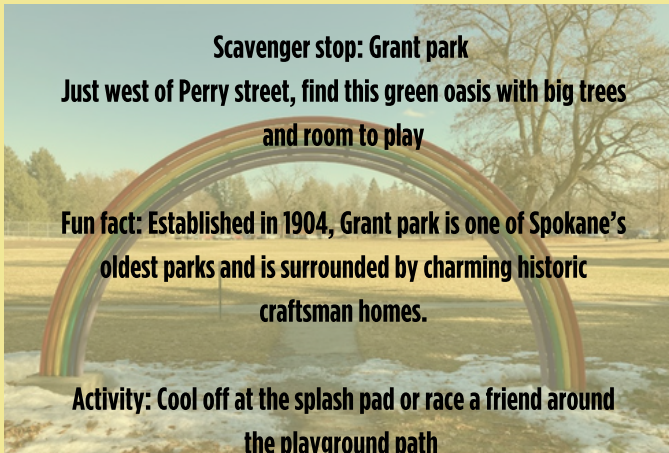 Scavenger stop: Grant park
Just west of Perry street, find this green oasis with big trees
and room to play
Fun fact: Established in 1904, Grant park is one of Spokane’s
oldest parks and is surrounded by charming historic
craftsman homes.
Activity: Cool off at the splash pad or race a friend around
the playground path